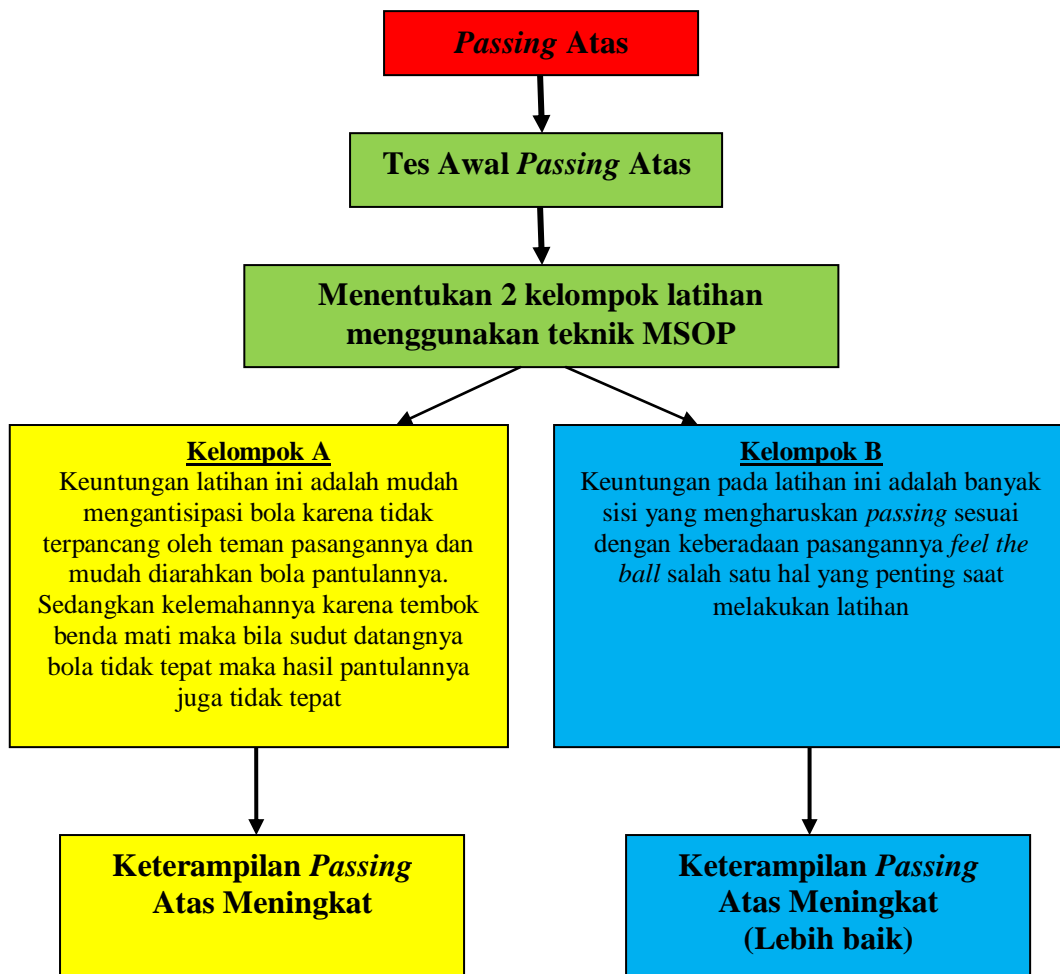 Passing Atas
Tes Awal Passing Atas
Menentukan 2 kelompok latihan
menggunakan teknik MSOP
Kelompok A
Keuntungan latihan ini adalah mudah
mengantisipasi bola karena tidak
terpancang oleh teman pasangannya dan
mudah diarahkan bola pantulannya.
Sedangkan kelemahannya karena tembok
benda mati maka bila sudut datangnya
bola tidak tepat maka hasil pantulannya
juga tidak tepat
Kelompok B
Keuntungan pada latihan ini adalah banyak
sisi yang mengharuskan passing sesuai
dengan keberadaan pasangannya feel the
ball salah satu hal yang penting saat
melakukan latihan
Keterampilan Passing
Atas Meningkat
Keterampilan Passing
Atas Meningkat
(Lebih baik)